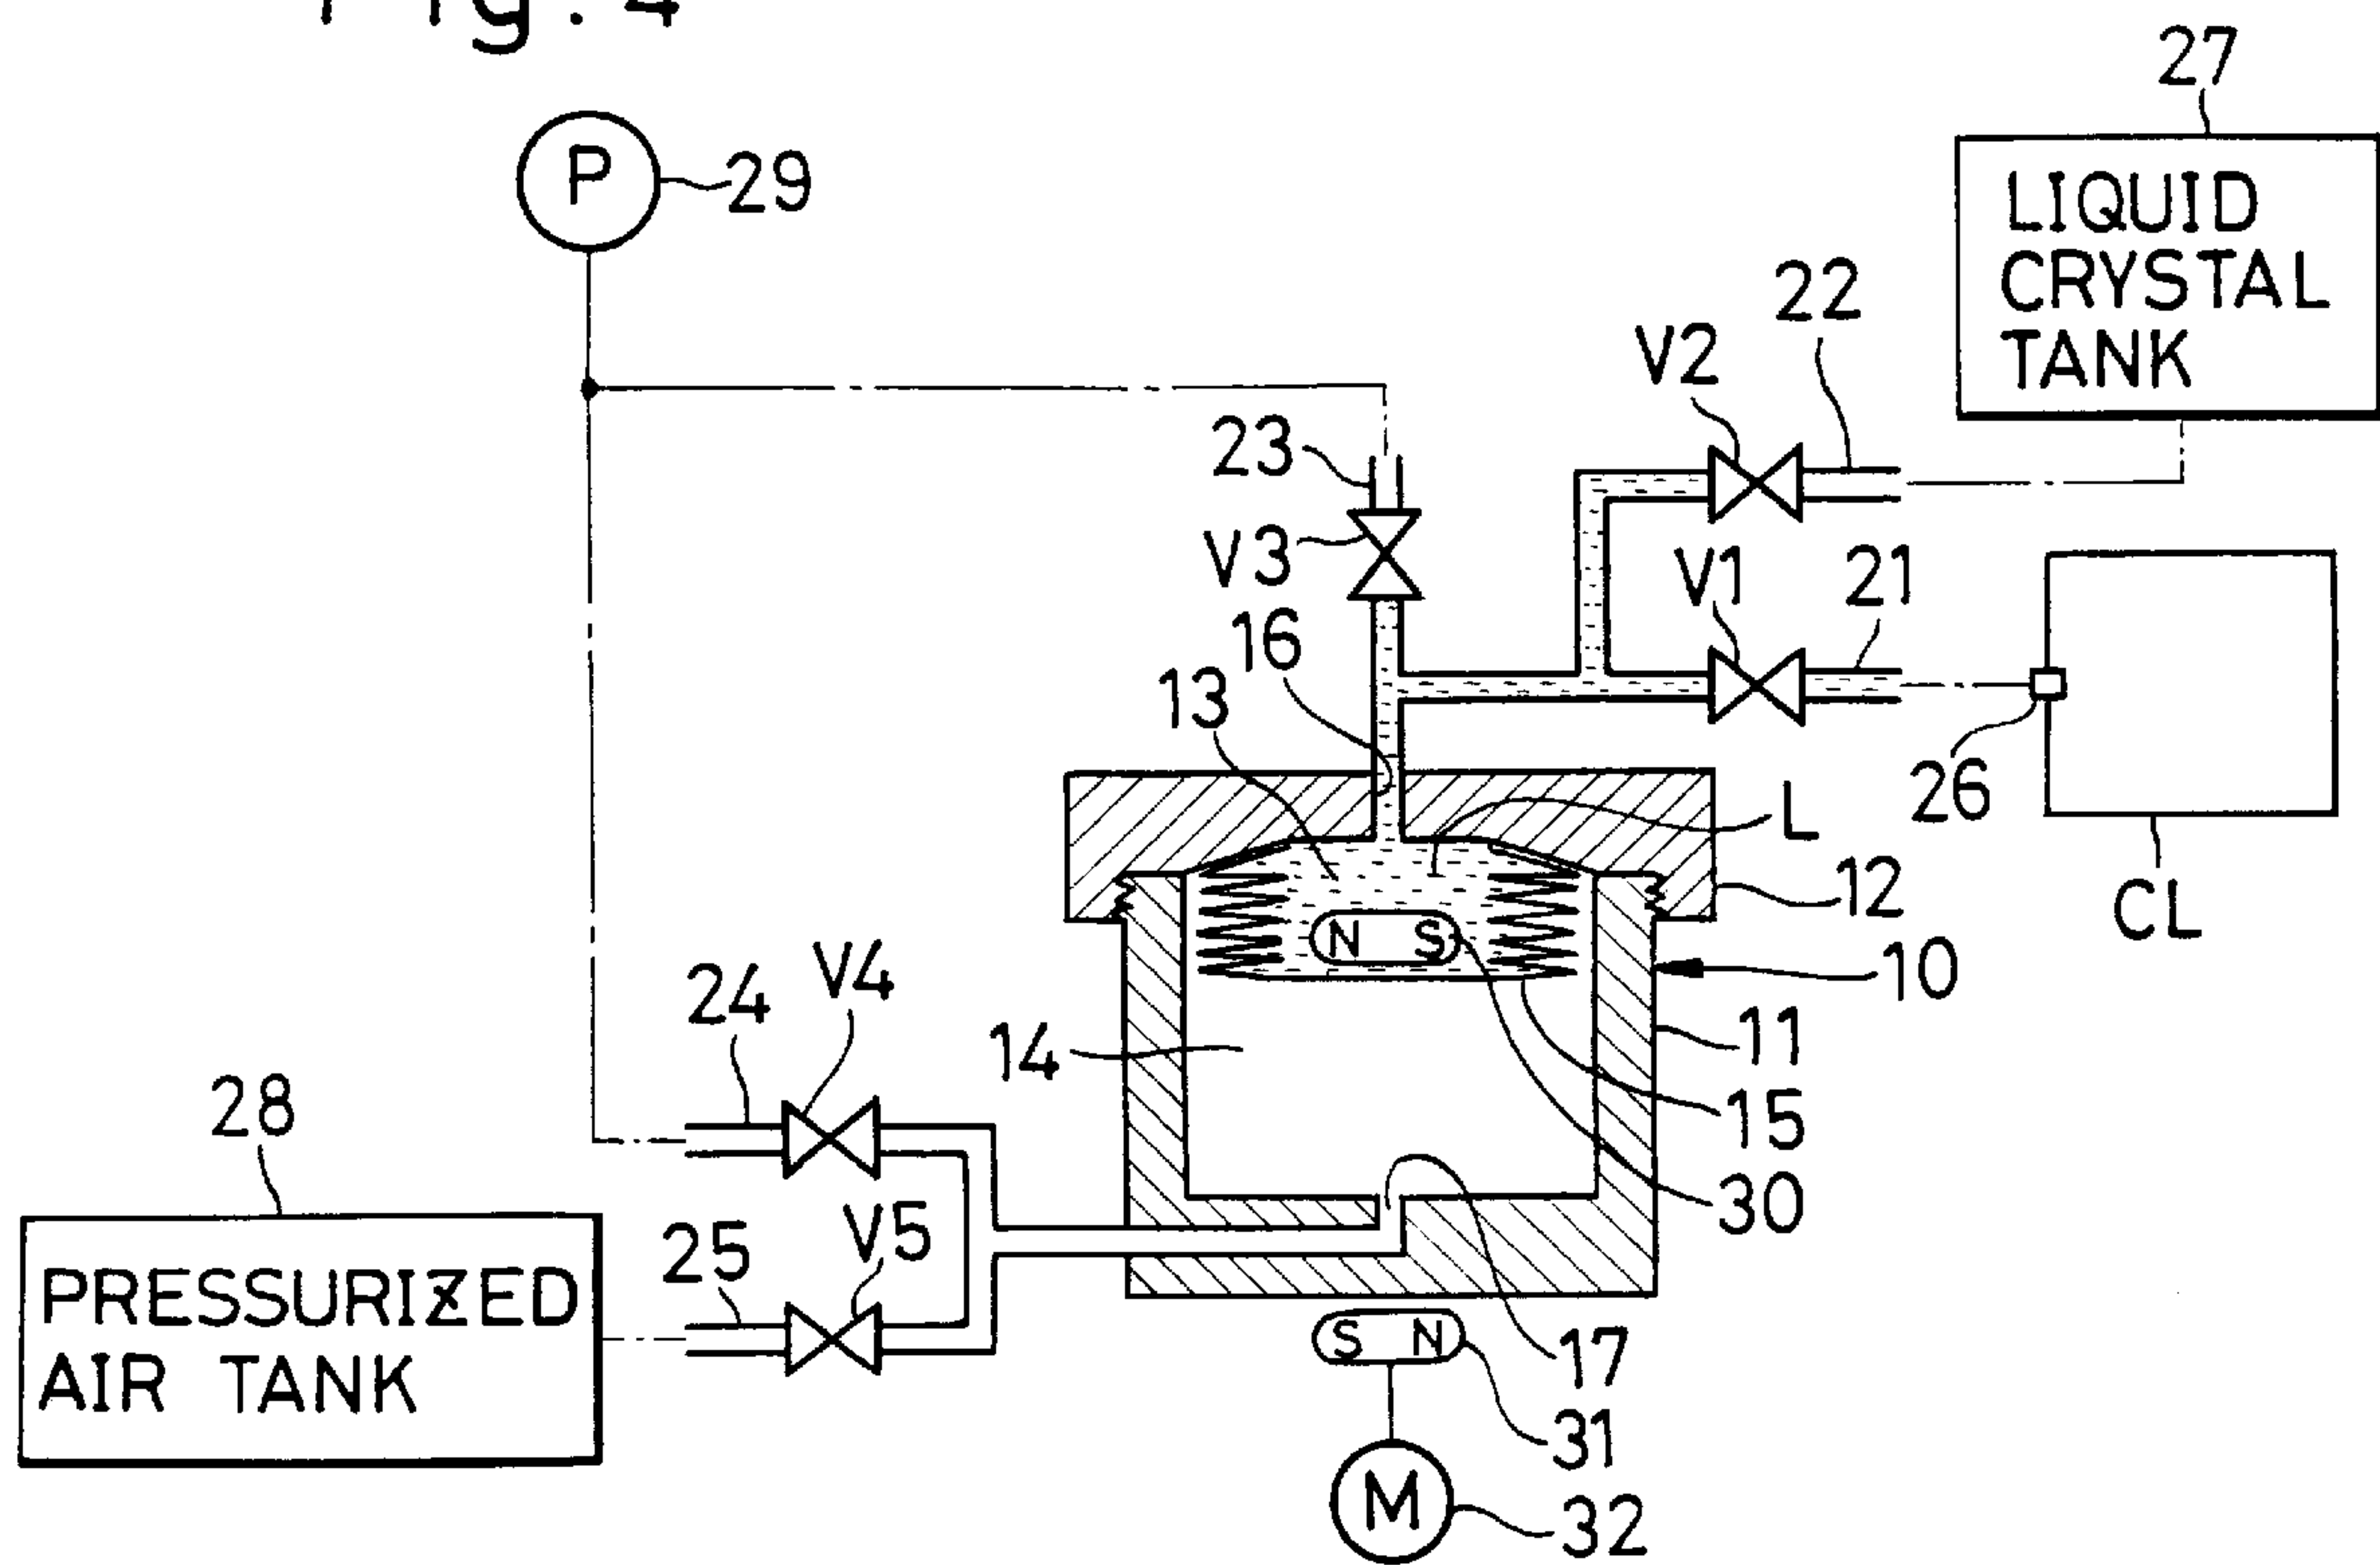 Fig. 4
27
P
29
LIQUID
CRYSTAL
TANK
22
V2
23
V3
V1
21
16
13
26
L
12
CL
10
24
V4
14
11
15
28
30
25
V5
N S
PRESSURIZED
AIR TANK
S N
17
31
M
32